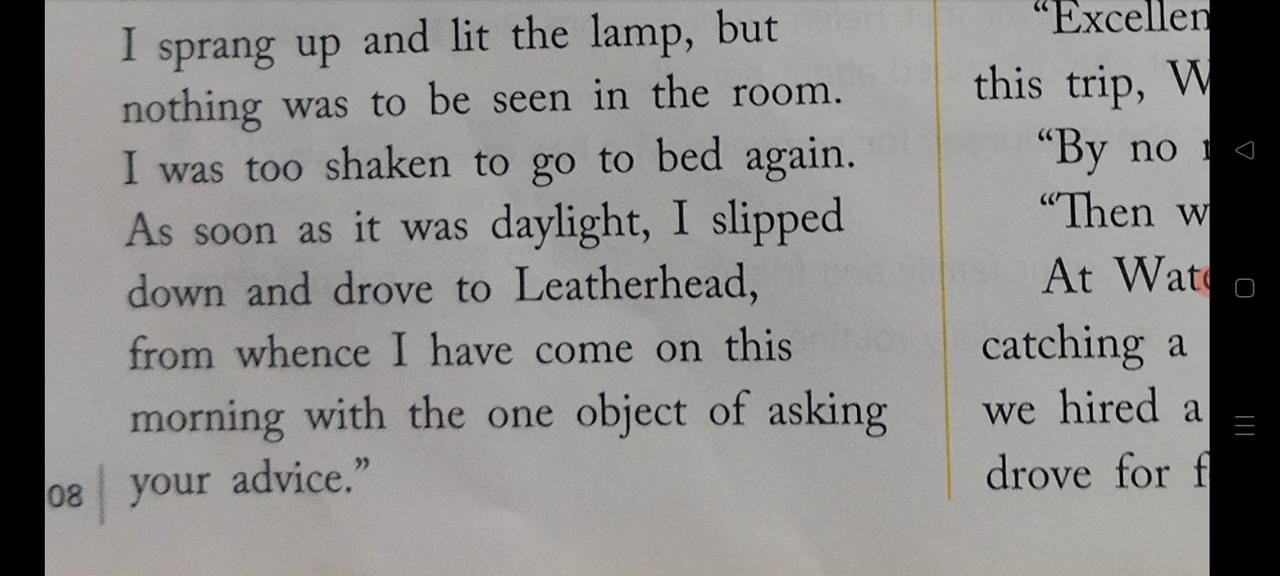 I sprang up and lit the lamp, but
nothing was to be seen in the room.
I was too shaken to go to bed again.
As soon as it was daylight, I slipped
down and drove to Leatherhead,
from whence I have come on this
morning with the one object of asking
your advice.”
08
this trip,
“By no
“Then
At
catching a
we hired a
drove for